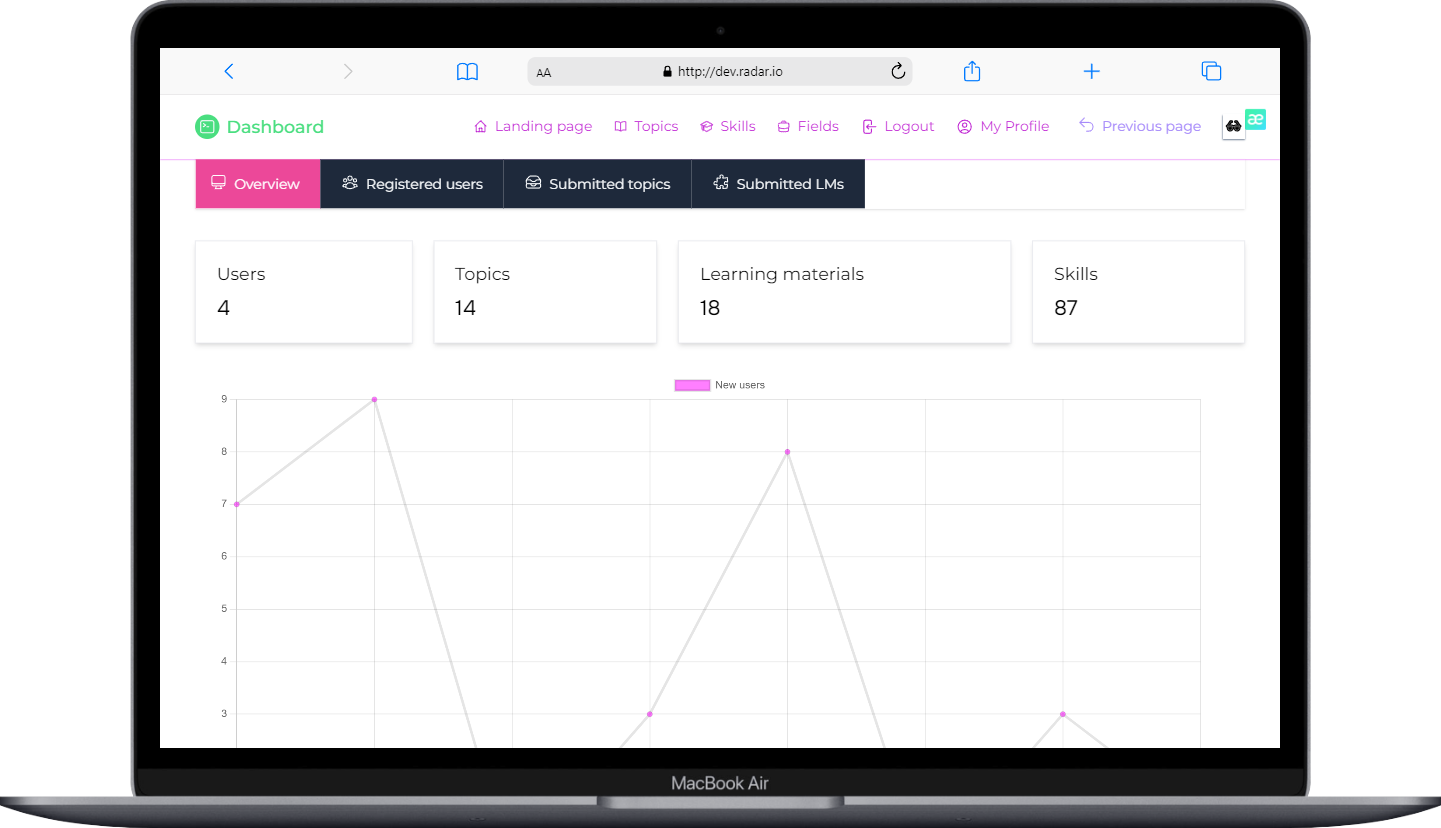 AA http://dev.radar.io
Dashboard Landing page Topics Skills Fields Logout My Profile Previous page æ
Overview Registered users Submitted topics Submitted LMs
Users Topics Learning materials Skills
4 14 18 87
New users
9
8
7
6
5
4
3
MacBook Air